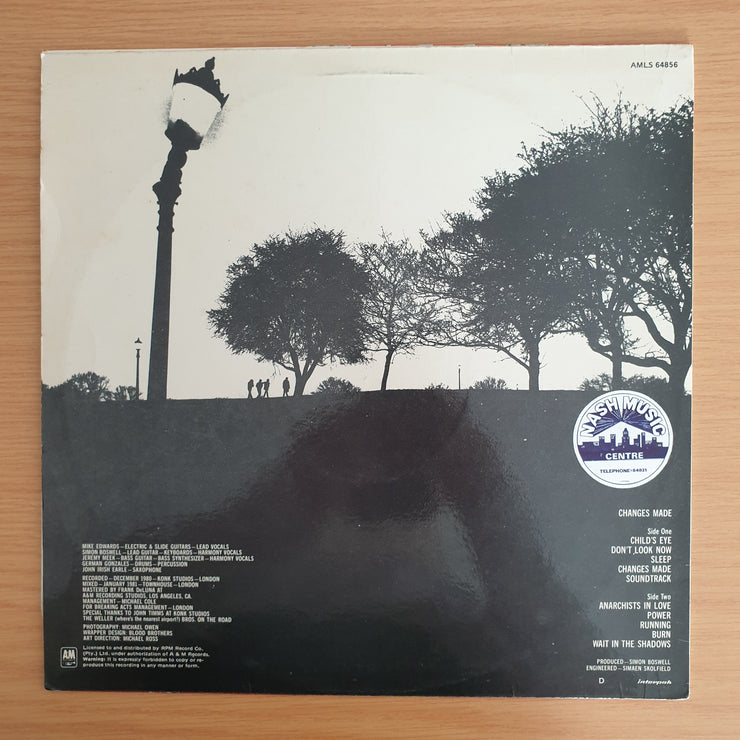 AMLS 64856
NASH MUSIC
CENTRE
TELEPHONE-64921
CHANGES MADE
Side One
CHILD'S EYE
DON'T LOOK NOW
SLEEP
CHANGES MADE
SOUNDTRACK
Side Two
ANARCHISTS IN LOVE
POWER
RUNNING
BURN
WAIT IN THE SHADOWS
PRODUCED—SIMON BOSWELL
ENGINEERED—SIMAEN SKOLFIELD
D
interpak
MIKE EDWARDS—ELECTRIC & SLIDE GUITARS—LEAD VOCALS
SIMON BOSWELL—LEAD GUITAR—KEYBOARDS—HARMONY VOCALS
JEREMY MEEK—BASS GUITAR—BASS SYNTHESIZER—HARMONY VOCALS
GERMAN GONZALES—DRUMS—PERCUSSION
JOHN IRISH EARLE—SAXOPHONE
RECORDED—DECEMBER 1980—KONK STUDIOS—LONDON
MIXED—JANUARY 1981—TOWNHOUSE—LONDON
MASTERED BY FRANK DeLUNA AT
A&M RECORDING STUDIOS, LOS ANGELES, CA.
MANAGEMENT—MICHAEL COLE
FOR BREAKING ACTS MANAGEMENT—LONDON
SPECIAL THANKS TO JOHN TIMMS AT KONK STUDIOS
THE WELLER (where's the nearest airport?) BROS. ON THE ROAD
PHOTOGRAPHY: MICHAEL OWEN
WRAPPER DESIGN: BLOOD BROTHERS
ART DIRECTION: MICHAEL ROSS
AM
Licensed to and distributed by RPM Record Co.
(Pty.) Ltd. under authorization of A & M Records.
Warning: It is expressly forbidden to copy or re-
produce this recording in any manner or form.